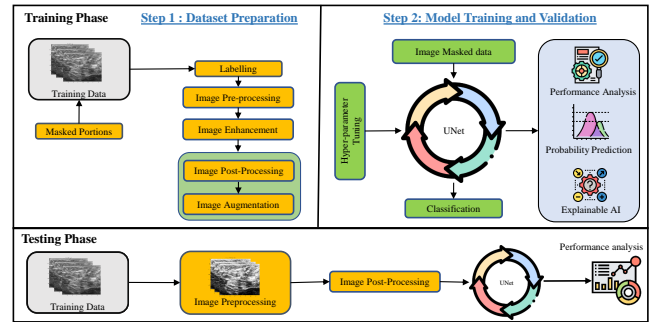 Training Phase
Step 1 : Dataset Preparation
Training Data
Masked Portions
Labelling
Image Pre-processing
Image Enhancement
Image Post-Processing
Image Augmentation
Step 2: Model Training and Validation
Image Masked data
Hyper-parameter
Tuning
UNet
Classification
Performance Analysis
Probability Prediction
Explainable AI
Testing Phase
Training Data
Image Preprocessing
Image Post-Processing
UNet
Performance analysis